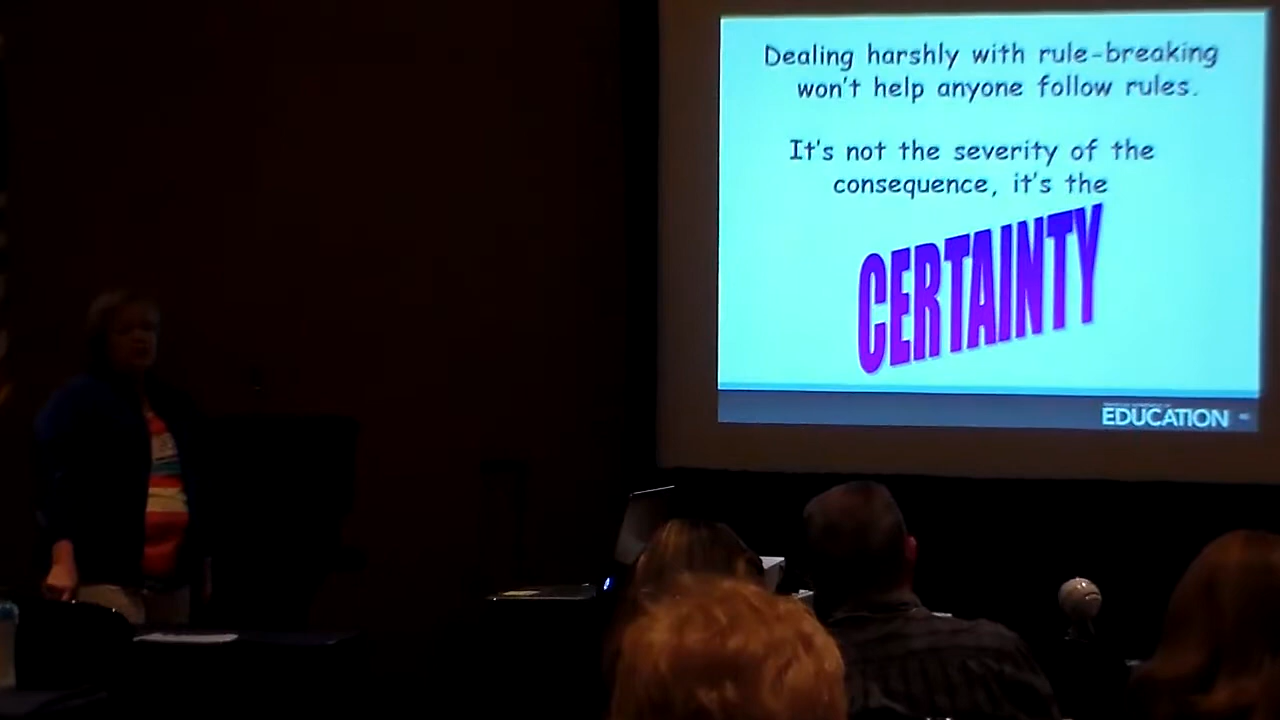 Dealing harshly with rule-breaking
won't help anyone follow rules.
It's not the severity of the
consequence, it's the
CERTAINTY
EDUCATION